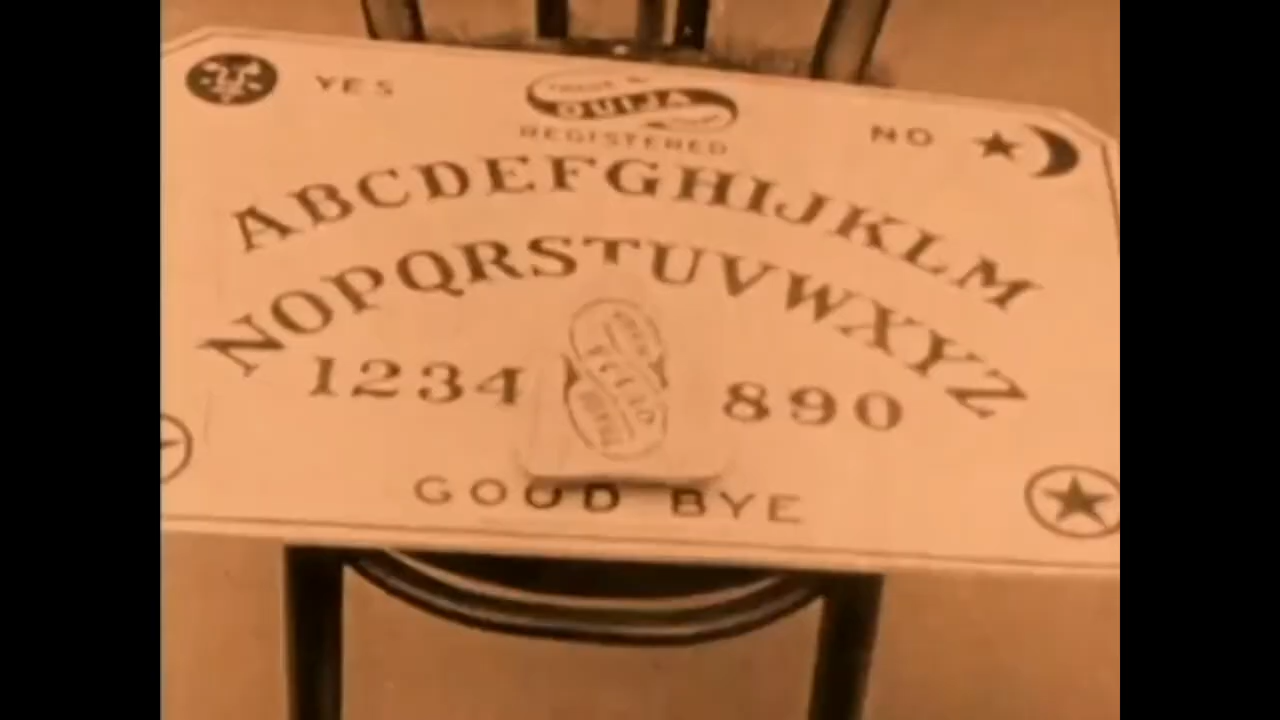 YES
OUIJA
REGISTERED
NO
ABCDEFGHIJKLM
NOPQRSTUVWXYZ
1234 890
GOOD BYE